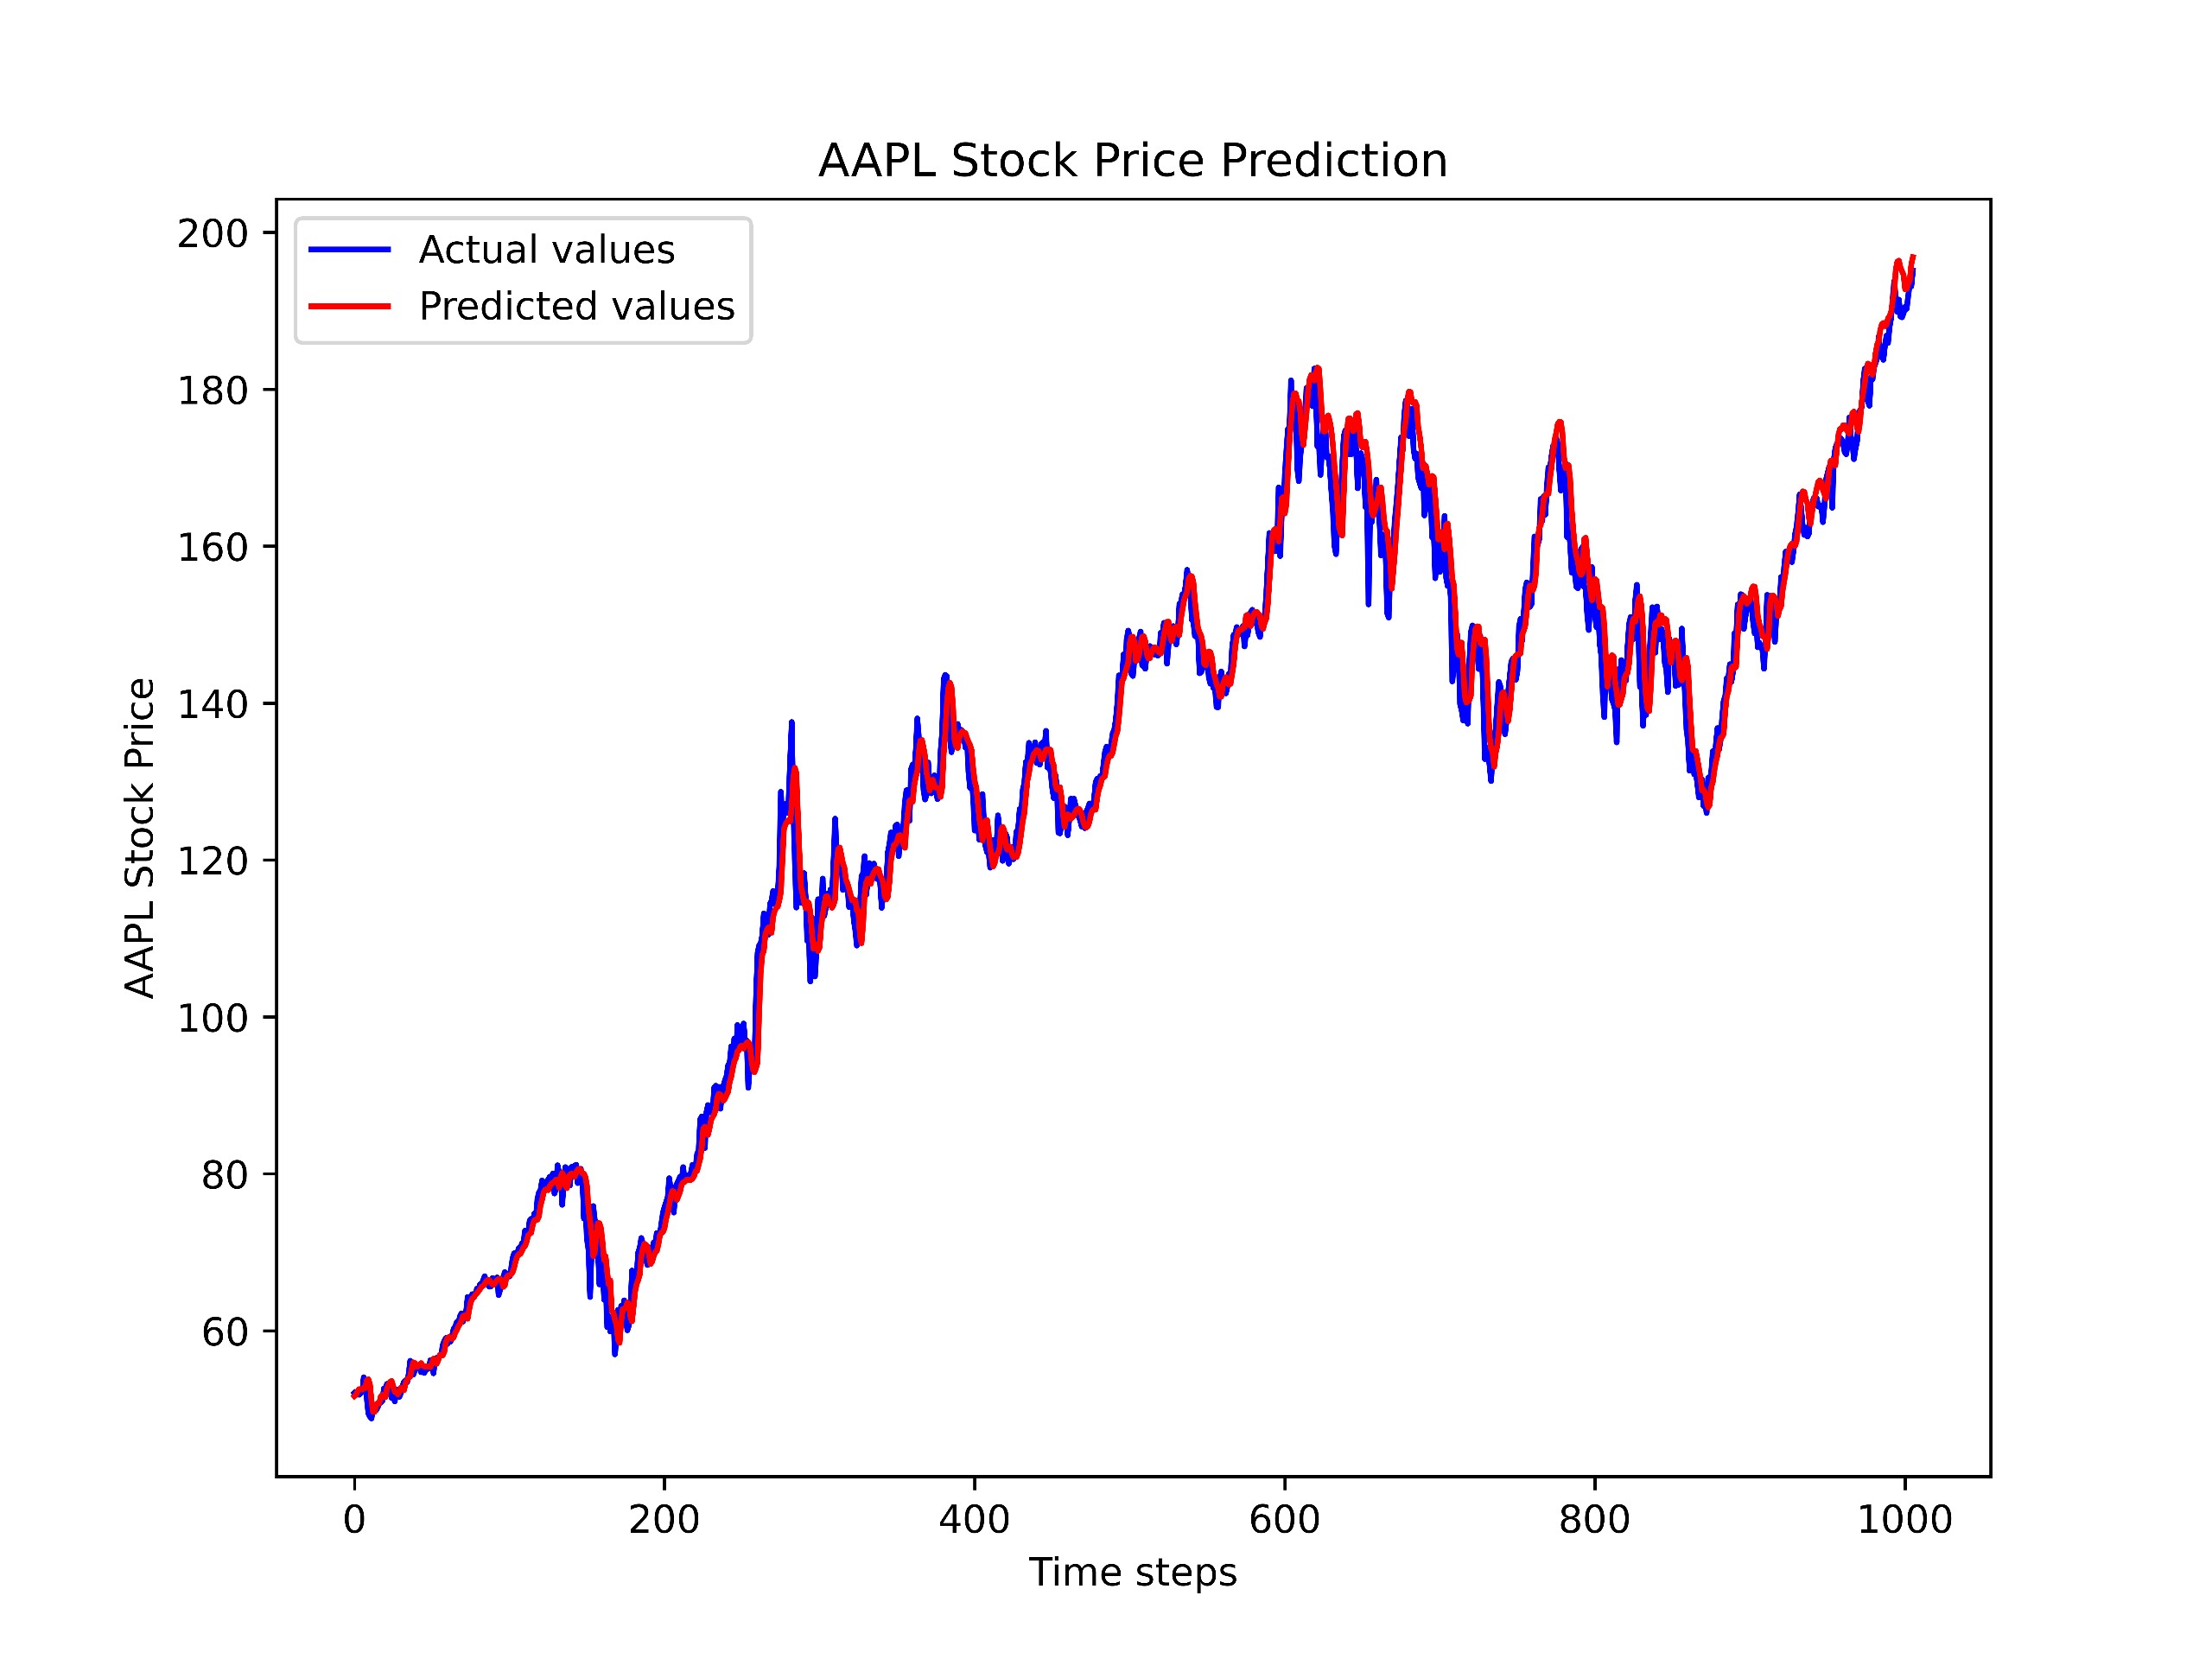 AAPL Stock Price Prediction
Actual values
Predicted values
AAPL Stock Price
200
180
160
140
120
100
80
60
0 200 400 600 800 1000
Time steps